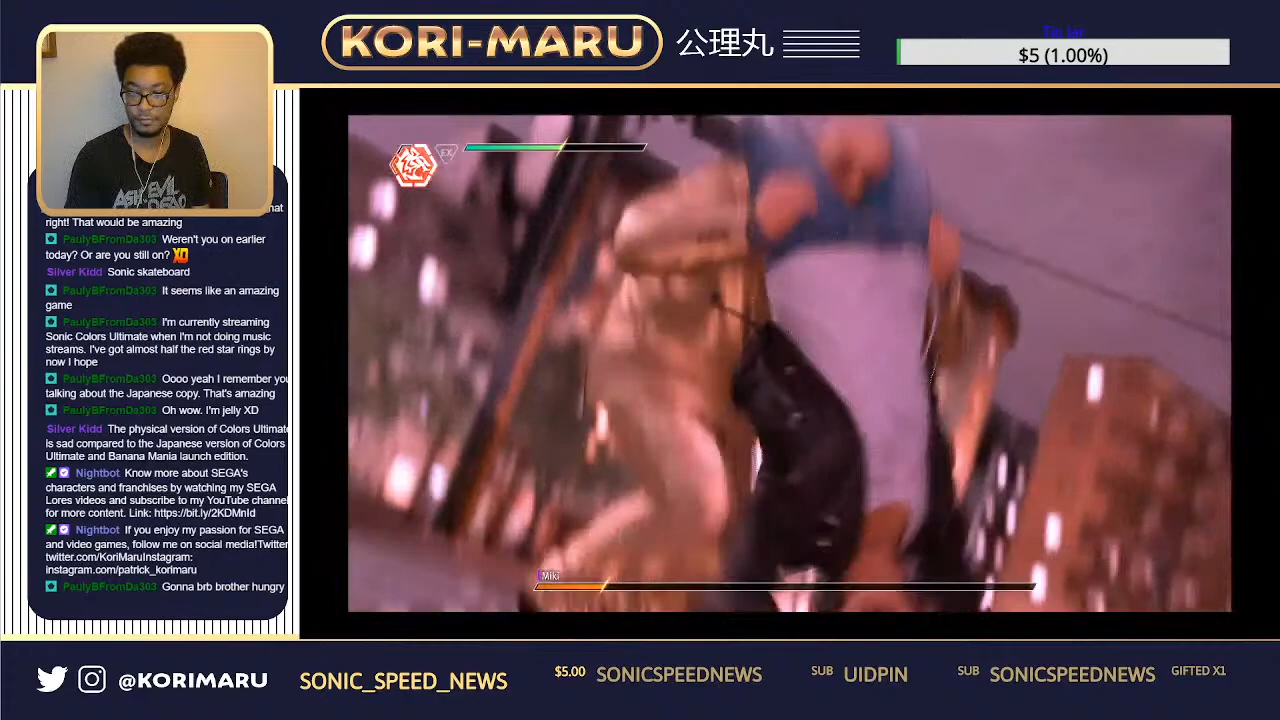 KORI-MARU 公理丸
Tip Jar
$5 (1.00%)
EX
ASH
EVIL
DEAD
hat
right! That would be amazing
PaulyBFromDa303 Weren't you on earlier
today? Or are you still on? XD
Silver Kidd Sonic skateboard
PaulyBFromDa303 It seems like an amazing
game
PaulyBFromDa303 I'm currently streaming
Sonic Colors Ultimate when I'm not doing music
streams. I've got almost half the red star rings by
now I hope
PaulyBFromDa303 Oooo yeah I remember you
talking about the Japanese copy. That's amazing
PaulyBFromDa303 Oh wow. I'm jelly XD
Silver Kidd The physical version of Colors Ultimate
is sad compared to the Japanese version of Colors
Ultimate and Banana Mania launch edition.
Nightbot Know more about SEGA's
characters and franchises by watching my SEGA
Lores videos and subscribe to my YouTube channel
for more content. Link: https://bit.ly/2KDMnId
Nightbot If you enjoy my passion for SEGA
and video games, follow me on social media!Twitter:
twitter.com/KoriMaruInstagram:
instagram.com/patrick_korimaru
PaulyBFromDa303 Gonna brb brother hungry
Miki
@KORIMARU SONIC_SPEED_NEWS $5.00 SONICSPEEDNEWS SUB UIDPIN SUB SONICSPEEDNEWS GIFTED X1